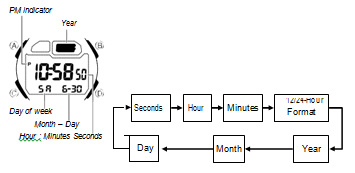 PM Indicator
Year
(A)
(B)
P
10:58 50
SA 6-30
(C)
(D)
Day of week
Month – Day
Hour : Minutes Seconds
Seconds
Hour
Minutes
12/24-Hour
Format
Year
Month
Day